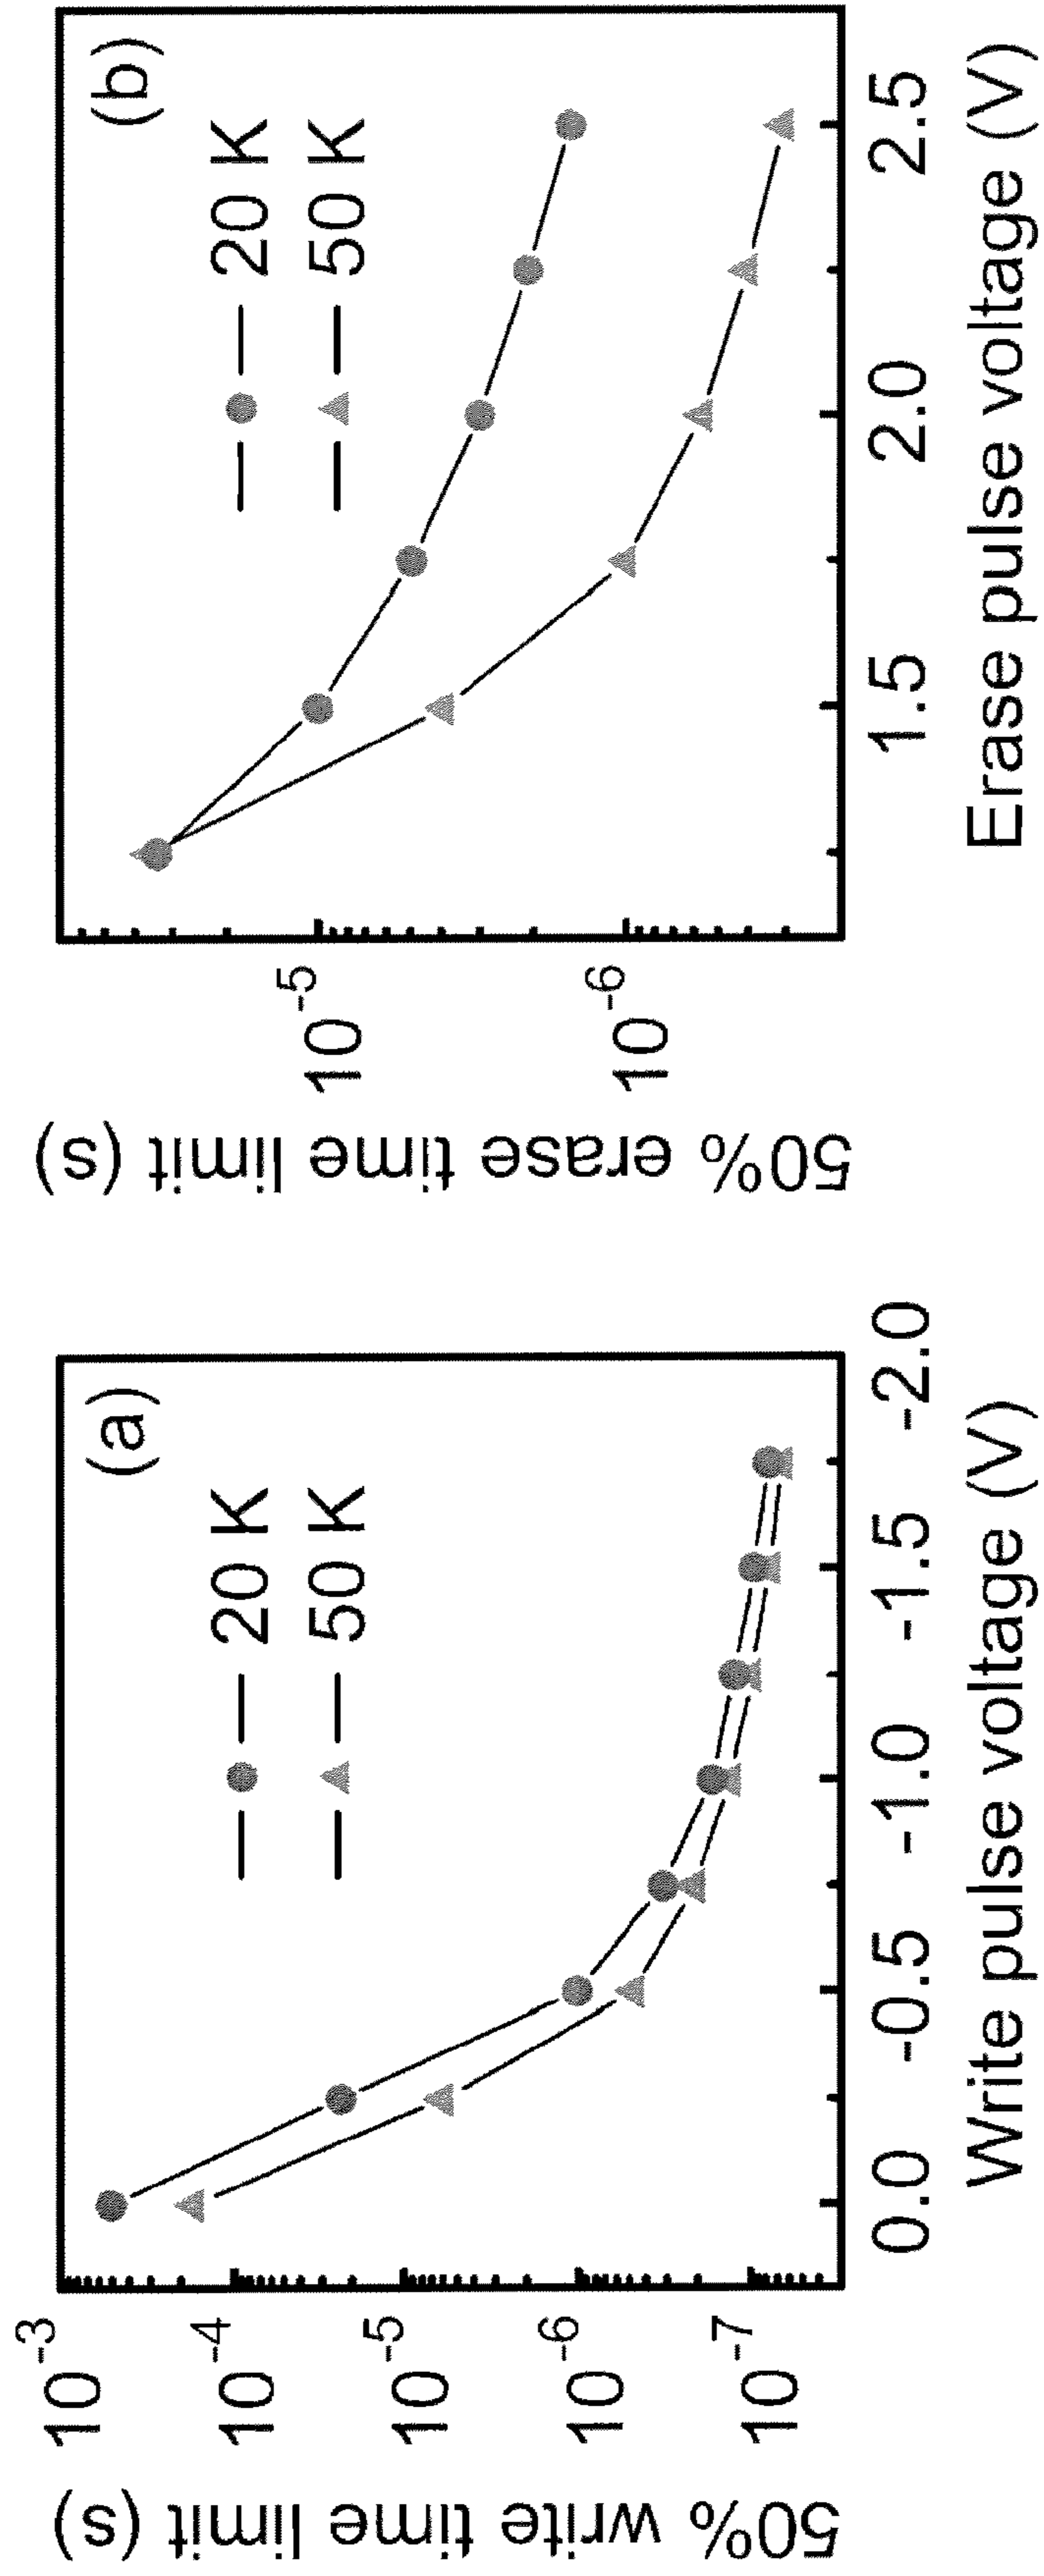 (a)
20 K
50 K
10-3
10-4
10-5
10-6
10-7
50% write time limit (s)
0.0 -0.5 -1.0 -1.5 -2.0
Write pulse voltage (V)
(b)
20 K
50 K
10-5
10-6
50% erase time limit (s)
1.5 2.0 2.5
Erase pulse voltage (V)